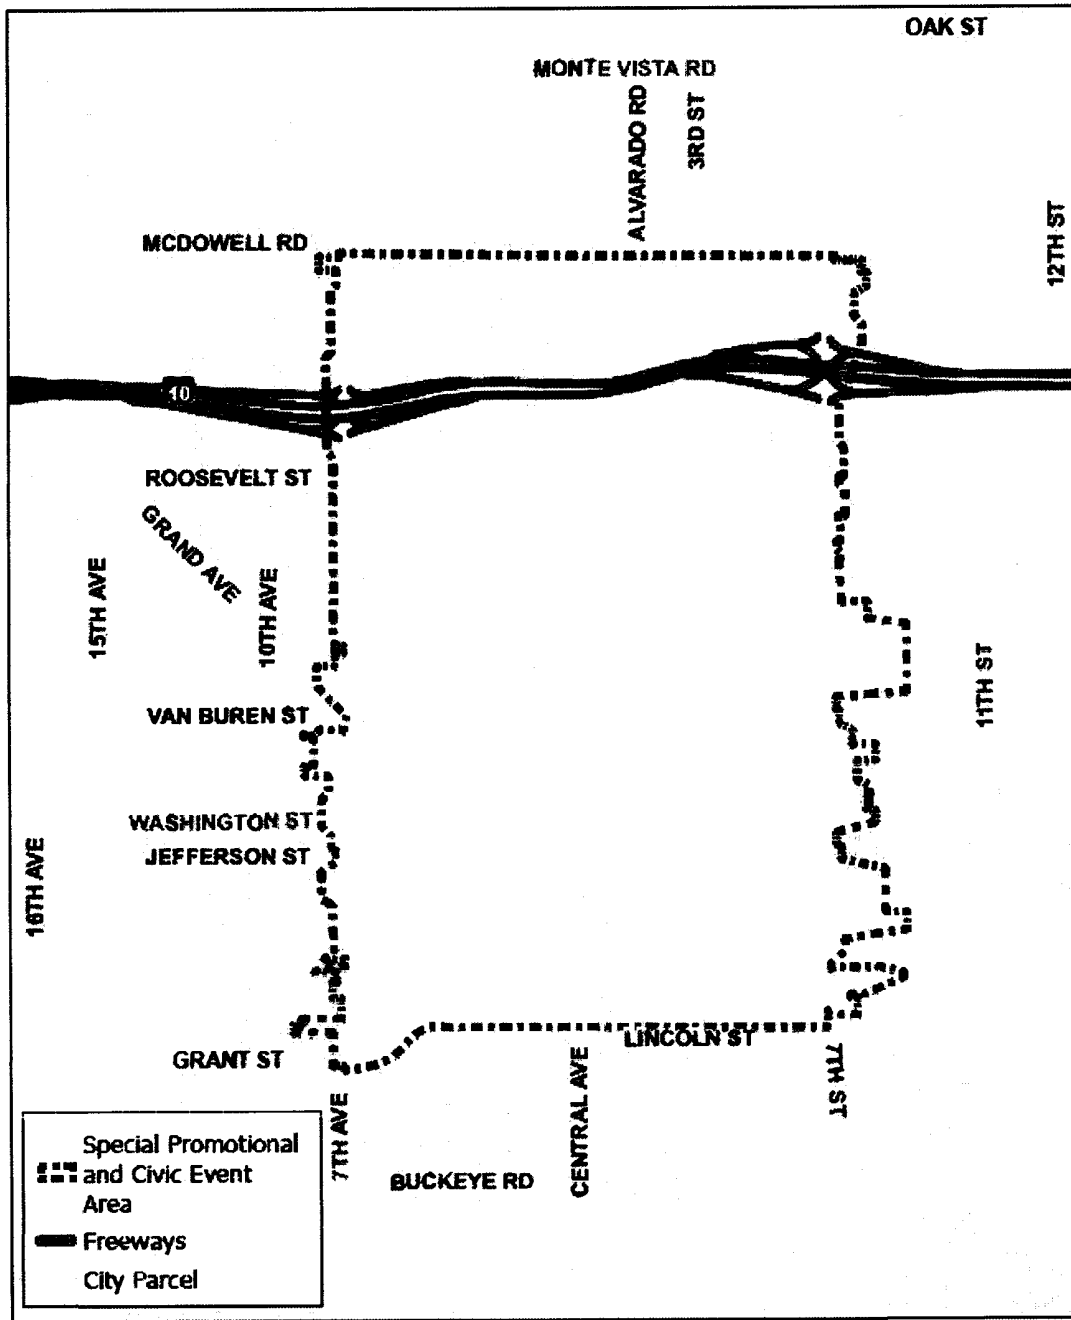 OAK ST
MONTE VISTA RD
ALVARADO RD
3RD ST
12TH ST
MCDOWELL RD
10
ROOSEVELT ST
GRAND AVE
15TH AVE
10TH AVE
11TH ST
VAN BUREN ST
WASHINGTON ST
JEFFERSON ST
16TH AVE
GRANT ST
LINCOLN ST
7TH AVE
CENTRAL AVE
7TH ST
BUCKEYE RD
Special Promotional
and Civic Event
Area
Freeways
City Parcel